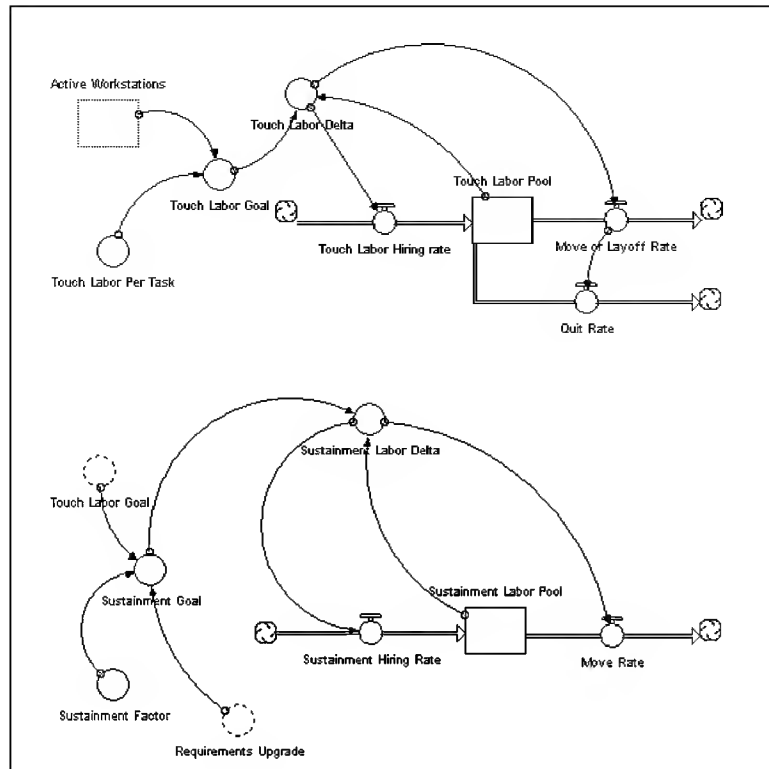 Active Workstations
Touch Labor Delta
Touch Labor Goal
Touch Labor Pool
Touch Labor Hiring rate
Move or Layoff Rate
Touch Labor Per Task
Quit Rate
Sustainment Labor Delta
Touch Labor Goal
Sustainment Goal
Sustainment Labor Pool
Sustainment Hiring Rate
Move Rate
Sustainment Factor
Requirements Upgrade